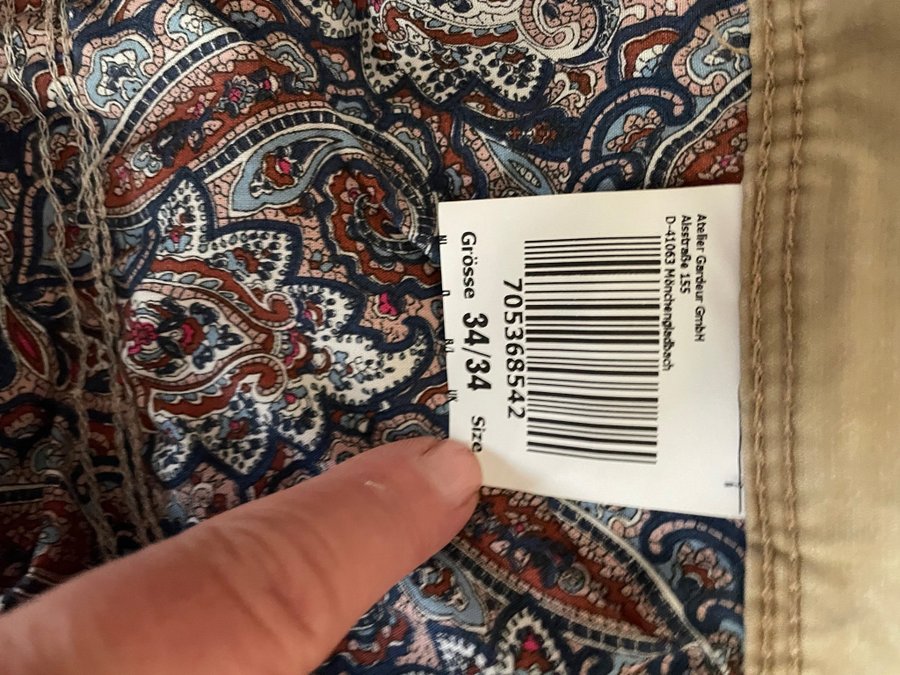 Atelier Gardeur GmbH
Alsstraße 155
D-41063 Mönchengladbach
705368542
Grösse 34/34 Size